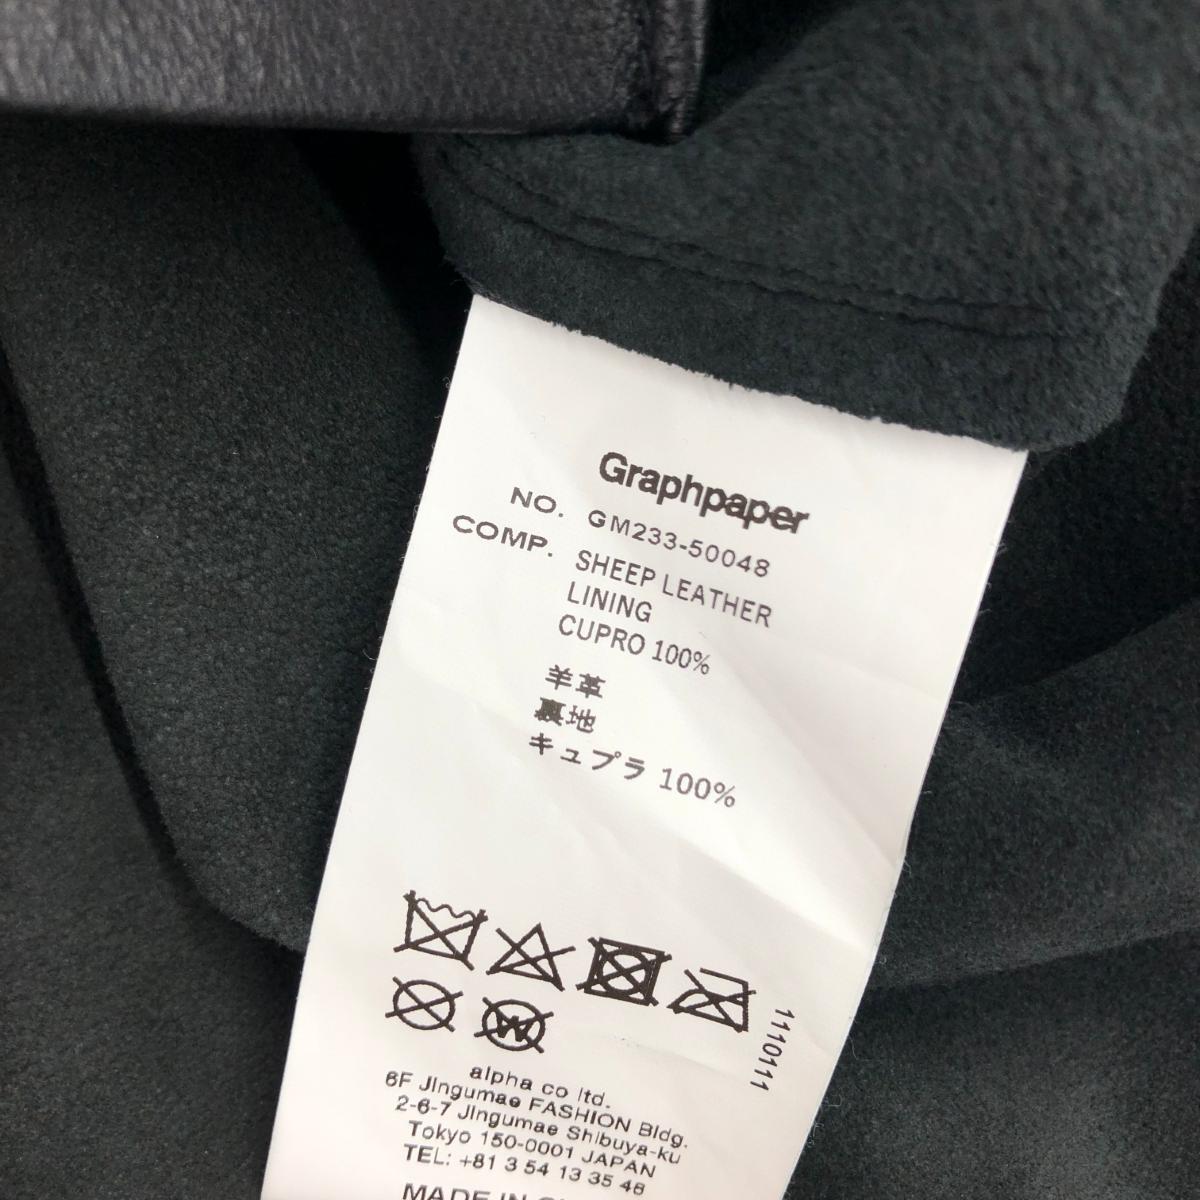 Graphpaper
NO. GM233-50048
COMP. SHEEP LEATHER
LINING
CUPRO 100%
羊革
裏地
キュプラ 100%
W
1110111
alpha co ltd.
6F Jingumae FASHION Bldg.
2-6-7 Jingumae Shibuya-ku
Tokyo 150-0001 JAPAN
TEL: +81 3 54 13 35 48
MADE IN